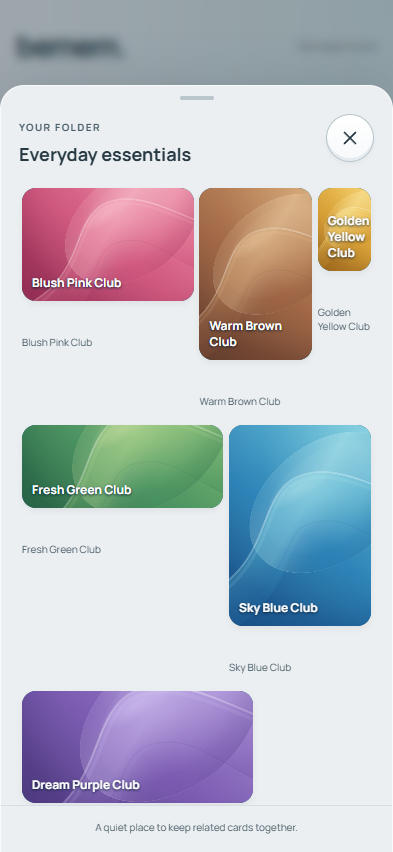 bemem.
YOUR FOLDER
Everyday essentials
Blush Pink Club
Warm Brown
Club
Golden
Yellow
Club
Blush Pink Club
Golden
Yellow Club
Warm Brown Club
Fresh Green Club
Fresh Green Club
Sky Blue Club
Sky Blue Club
Dream Purple Club
A quiet place to keep related cards together.